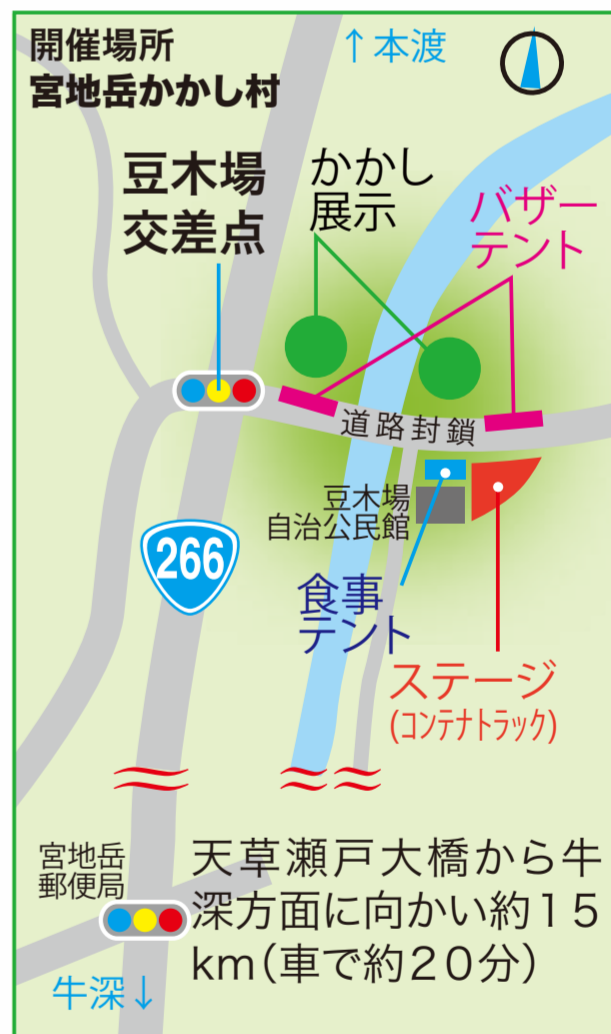 開催場所
宮地岳かかし村
↑本渡
豆木場
交差点
かかし
展示
バザー
テント
道路封鎖
豆木場
自治公民館
266
食事
テント
ステージ
(コンテナトラック)
宮地岳
郵便局
天草瀬戸大橋から牛
深方面に向かい約15
km(車で約20分)
牛深↓